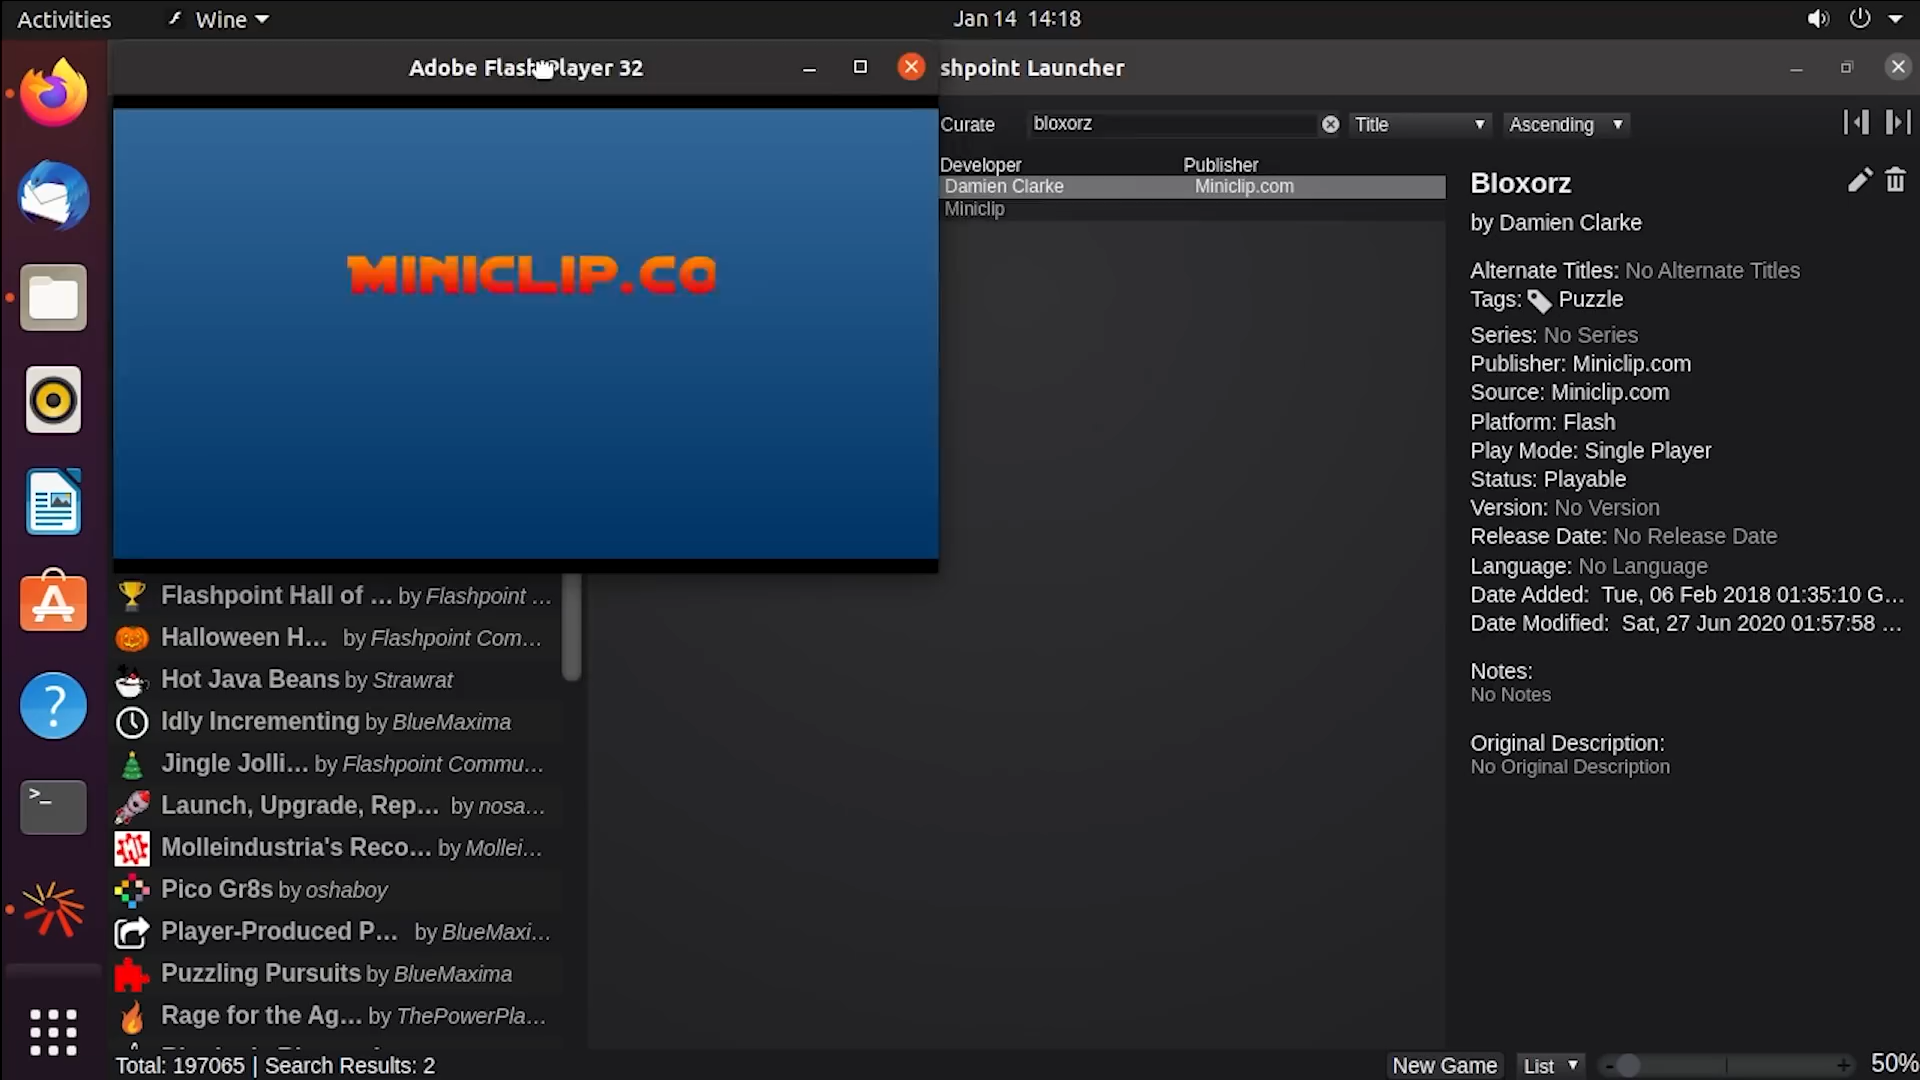 Activities
Wine
Jan 14 14:18
Adobe Flash Player 32
shpoint Launcher
MINICLIP.CO
Curate
bloxorz
Title
Ascending
Developer
Publisher
Damien Clarke
Miniclip.com
Miniclip
Bloxorz
by Damien Clarke
Alternate Titles: No Alternate Titles
Tags: Puzzle
Series: No Series
Publisher: Miniclip.com
Source: Miniclip.com
Platform: Flash
Play Mode: Single Player
Status: Playable
Version: No Version
Release Date: No Release Date
Language: No Language
Date Added: Tue, 06 Feb 2018 01:35:10 G...
Date Modified: Sat, 27 Jun 2020 01:57:58 ...
Notes:
No Notes
Original Description:
No Original Description
Flashpoint Hall of ... by Flashpoint ...
Halloween H... by Flashpoint Com...
Hot Java Beans by Strawrat
Idly Incrementing by BlueMaxima
Jingle Jolli... by Flashpoint Commu...
Launch, Upgrade, Rep... by nosa...
Molleindustria's Reco... by Mollei...
Pico Gr8s by oshaboy
Player-Produced P... by BlueMaxi...
Puzzling Pursuits by BlueMaxima
Rage for the Ag... by ThePowerPla...
Total: 197065 | Search Results: 2
New Game
List
50%